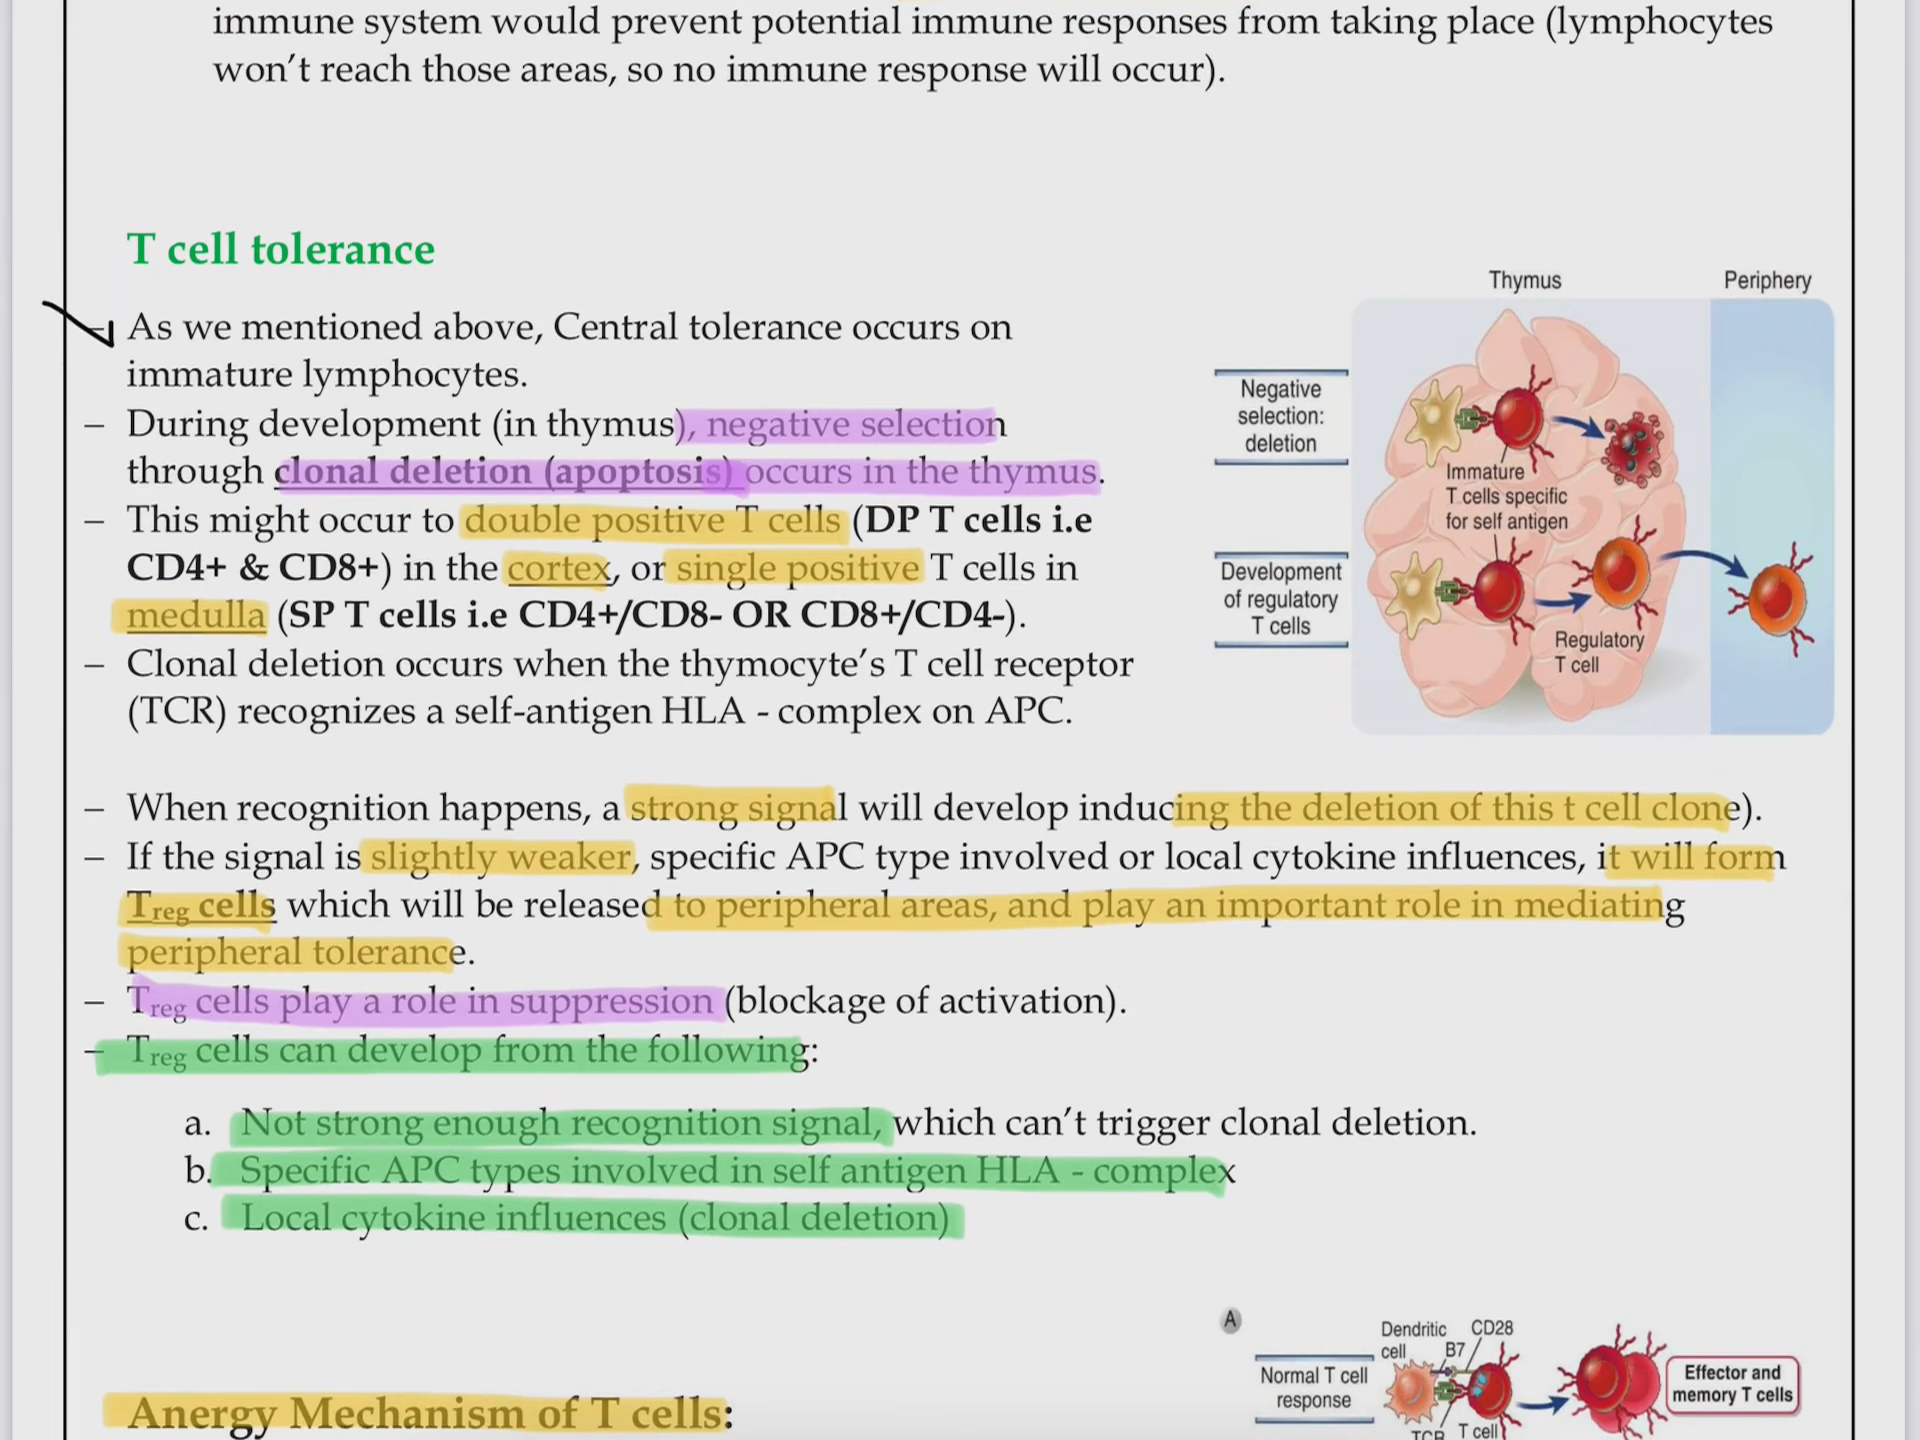 immune system would prevent potential immune responses from taking place (lymphocytes
won't reach those areas, so no immune response will occur).
T cell tolerance
– As we mentioned above, Central tolerance occurs on
immature lymphocytes.
– During development (in thymus), negative selection
through clonal deletion (apoptosis) occurs in the thymus.
– This might occur to double positive T cells (DP T cells i.e
CD4+ & CD8+) in the cortex, or single positive T cells in
medulla (SP T cells i.e CD4+/CD8- OR CD8+/CD4-).
– Clonal deletion occurs when the thymocyte's T cell receptor
(TCR) recognizes a self-antigen HLA - complex on APC.
Thymus
Periphery
Negative
selection:
deletion
Immature
T cells specific
for self antigen
Development
of regulatory
T cells
Regulatory
T cell
– When recognition happens, a strong signal will develop inducing the deletion of this t cell clone).
– If the signal is slightly weaker, specific APC type involved or local cytokine influences, it will form
Treg cells which will be released to peripheral areas, and play an important role in mediating
peripheral tolerance.
– Treg cells play a role in suppression (blockage of activation).
– Treg cells can develop from the following:
a. Not strong enough recognition signal, which can't trigger clonal deletion.
b. Specific APC types involved in self antigen HLA - complex
c. Local cytokine influences (clonal deletion)
Anergy Mechanism of T cells:
A
Dendritic
cell
B7
CD28
Normal T cell
response
TCR
T cell
Effector and
memory T cells